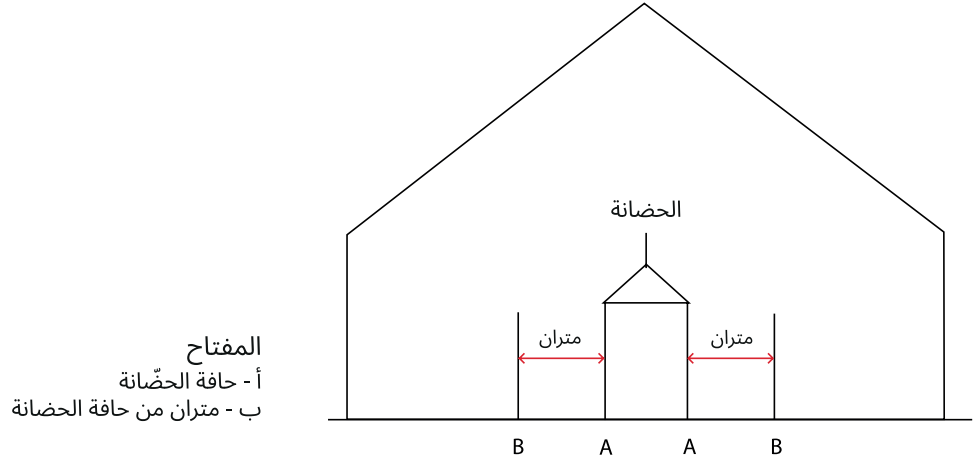 الحضانة
متران
متران
المفتاح
أ - حافة الحضّانة
ب - متران من حافة الحضانة
B A A B